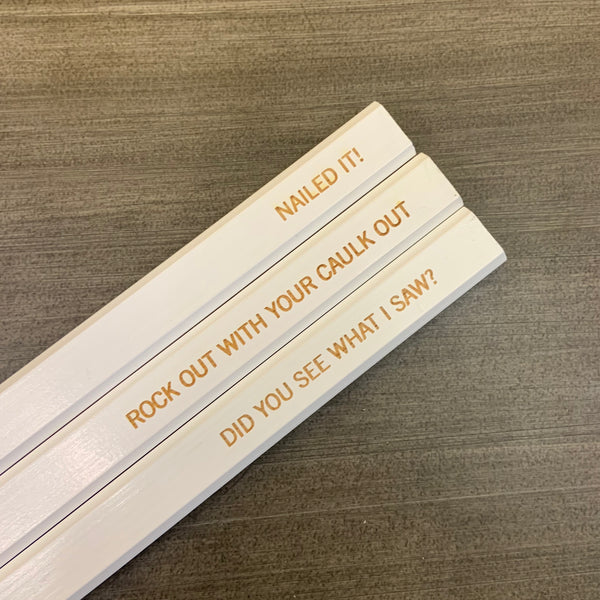 NAILED IT!
ROCK OUT WITH YOUR CAULK OUT
DID YOU SEE WHAT I SAW?